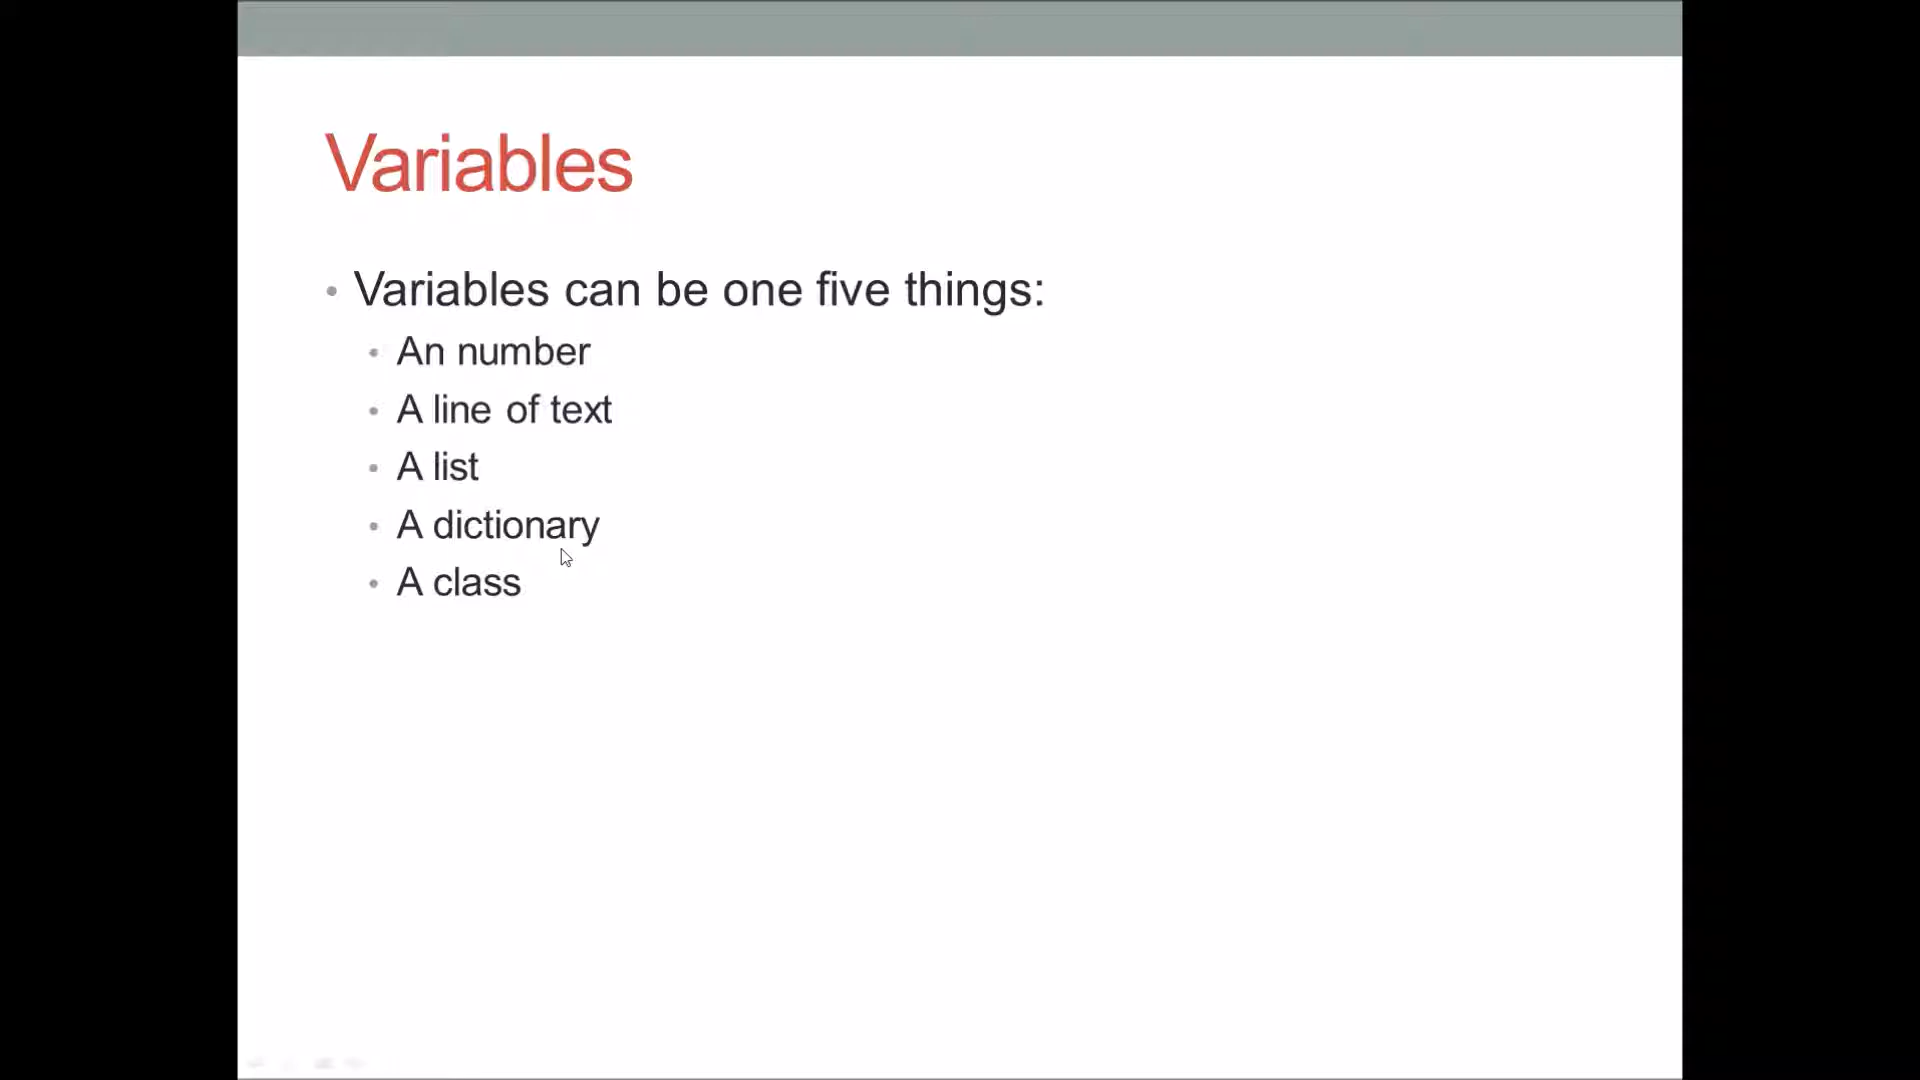 Variables
• Variables can be one five things:
• An number
• A line of text
• A list
• A dictionary
• A class